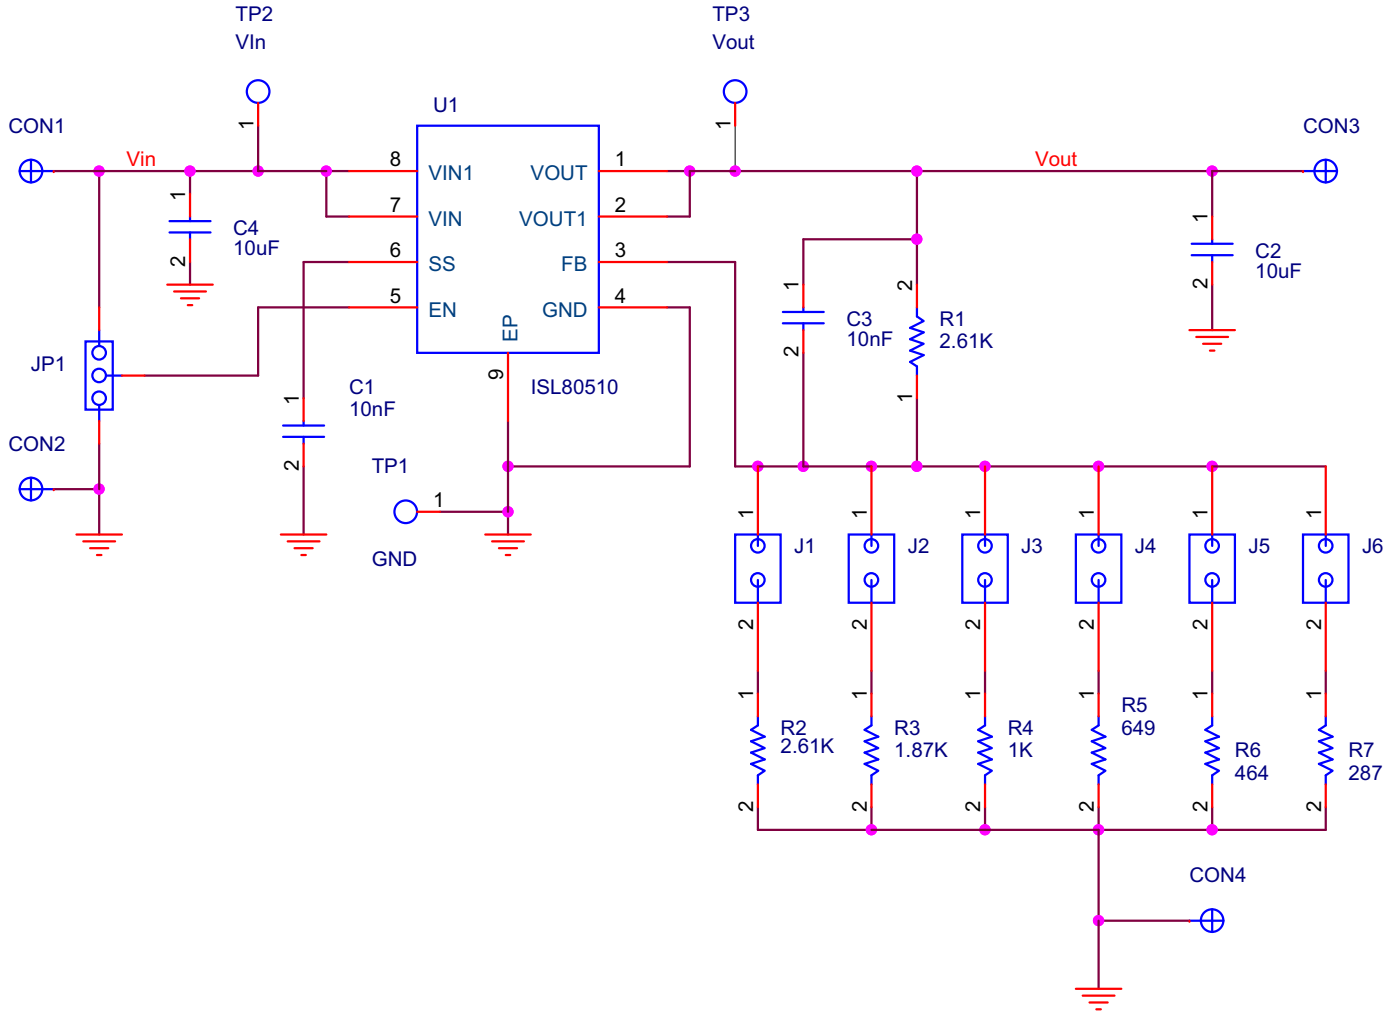 TP2
VIn
TP3
Vout
U1
CON1
CON3
1
1
Vin
Vout
8
VIN1
VOUT
1
7
VIN
VOUT1
2
6
SS
FB
3
5
EN
GND
4
EP
9
ISL80510
1
C4
10uF
2
1
C2
10uF
2
1
C3
10nF
2
2
R1
2.61K
1
JP1
C1
10nF
1
2
CON2
TP1
1
GND
1
J1
2
1
J2
2
1
J3
2
1
J4
2
1
J5
2
1
J6
2
1
R2
2.61K
2
1
R3
1.87K
2
1
R4
1K
2
1
R5
649
2
1
R6
464
2
1
R7
287
2
CON4